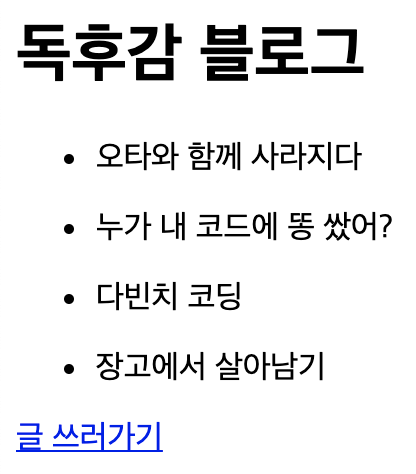 독후감 블로그
오타와 함께 사라지다
누가 내 코드에 똥 쌌어?
다빈치 코딩
장고에서 살아남기
글 쓰러가기